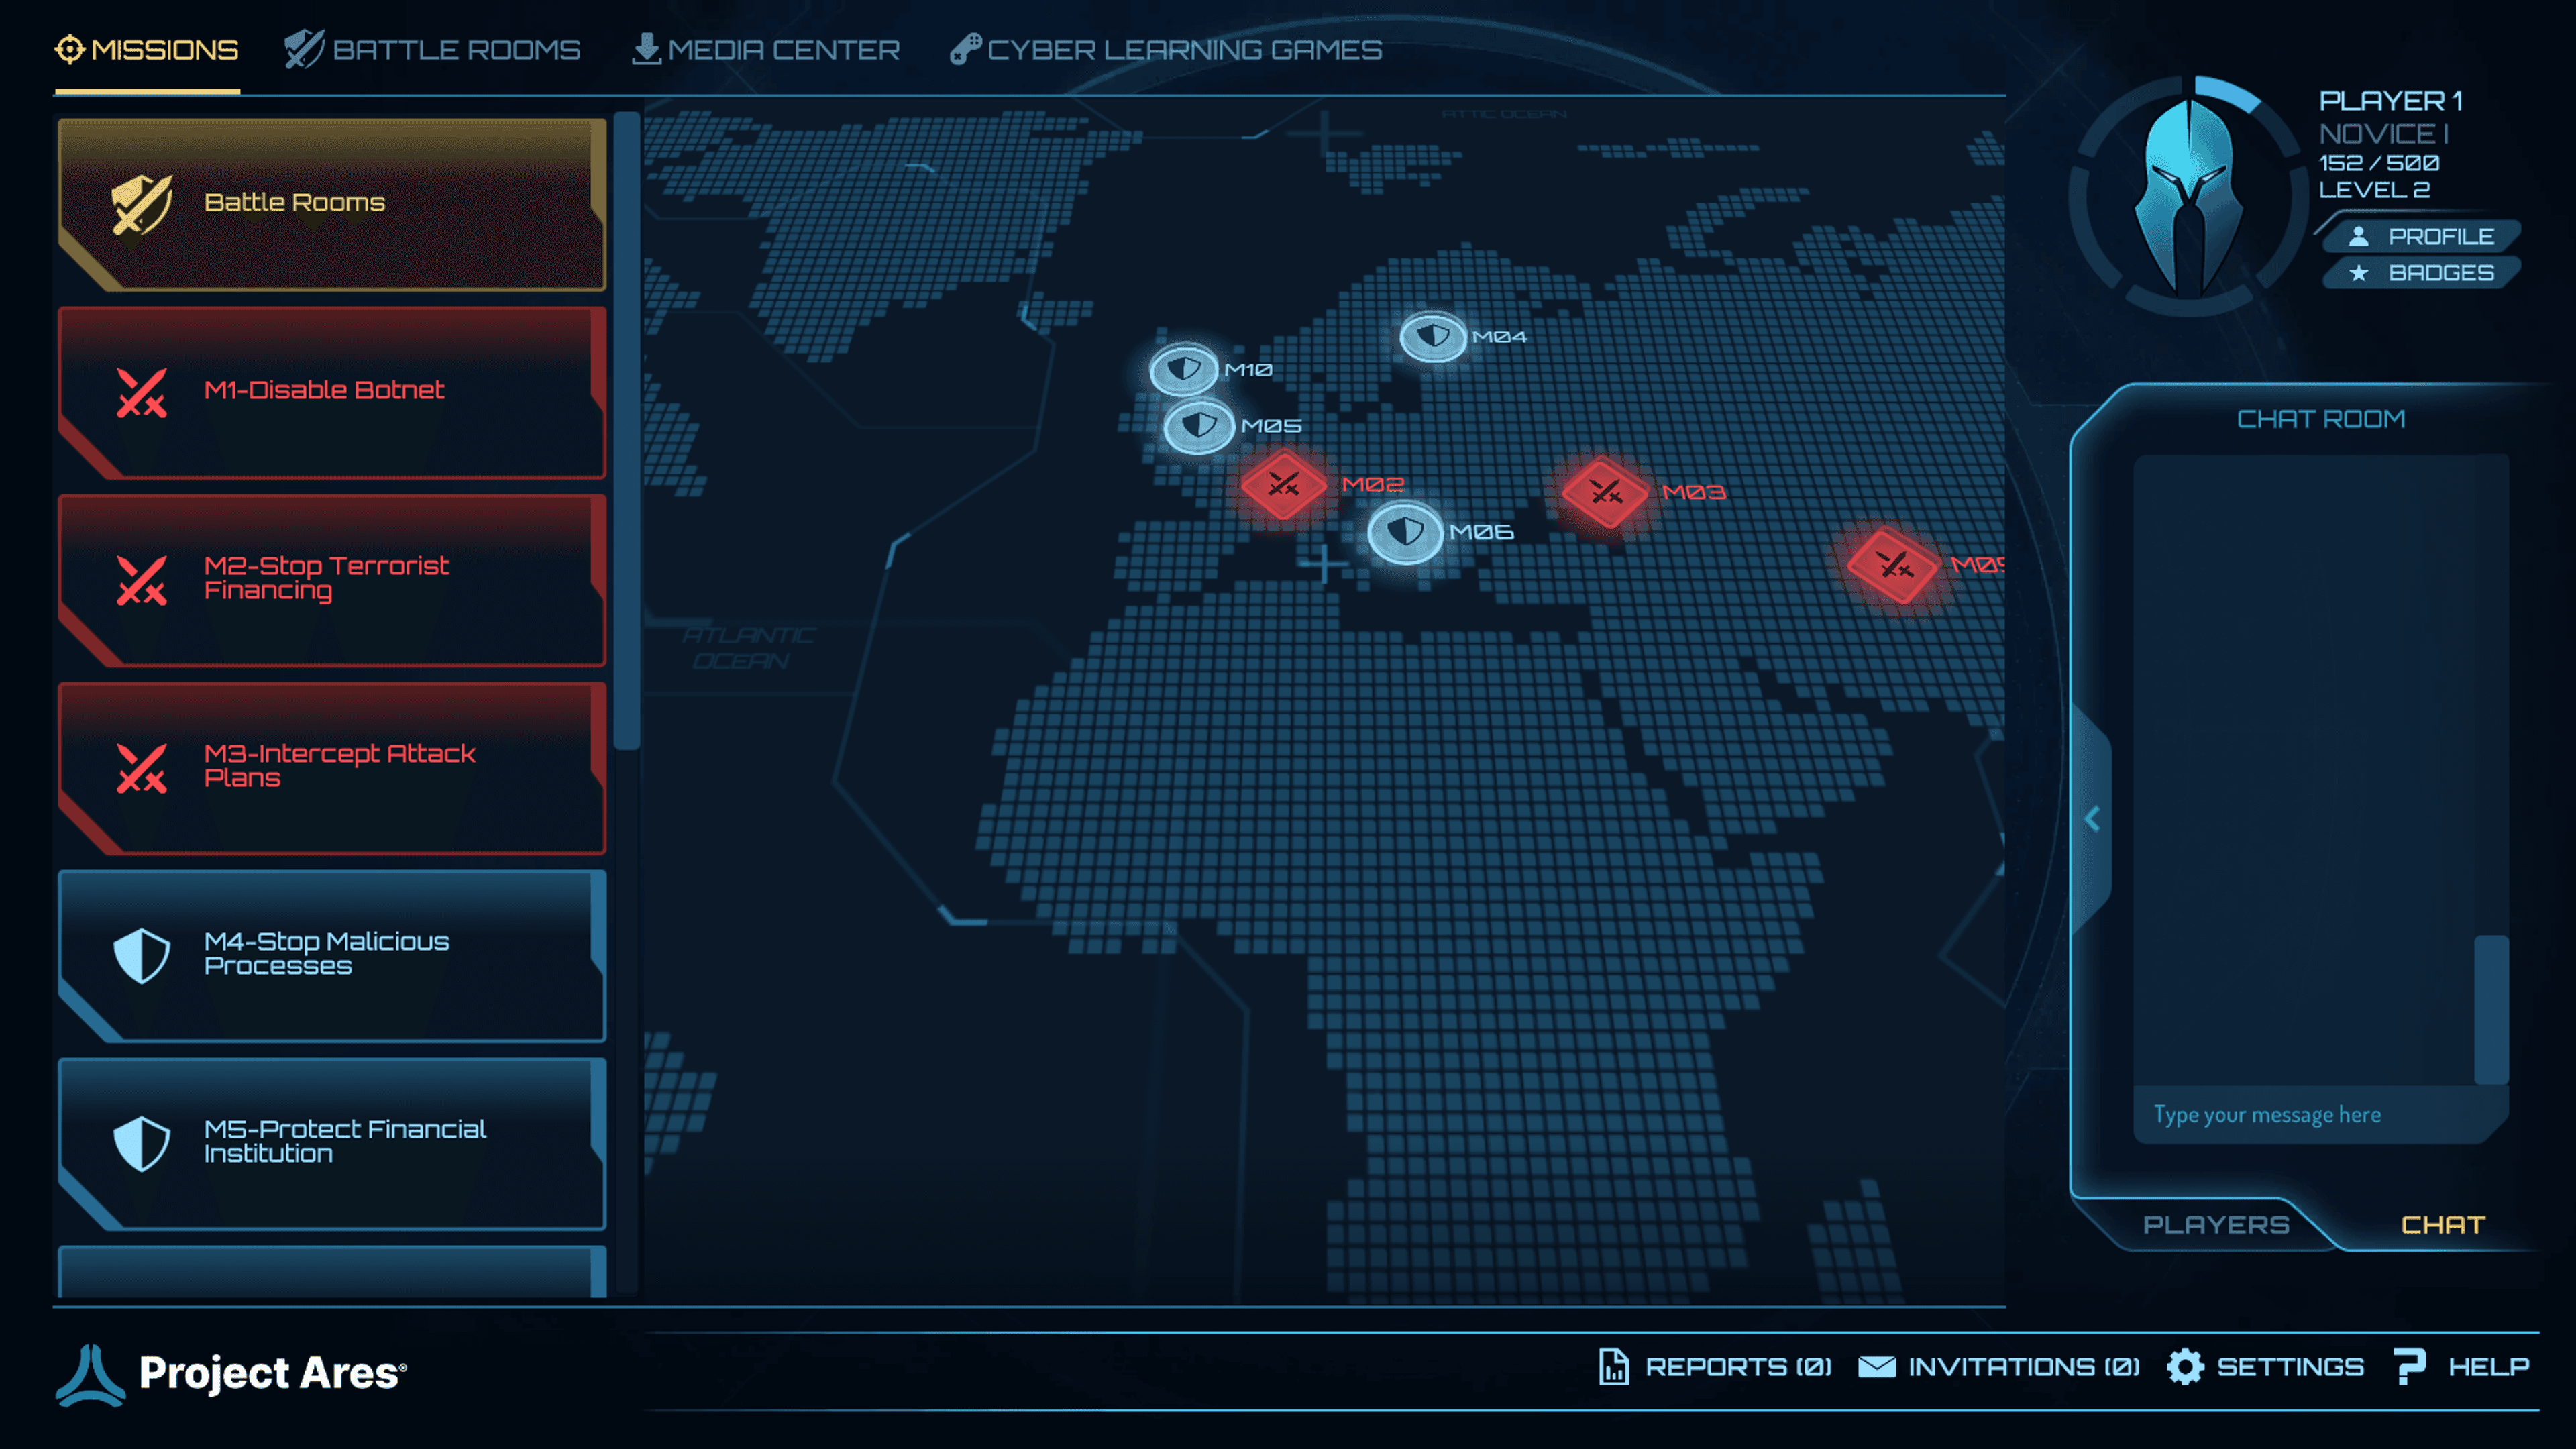 MISSIONS
BATTLE ROOMS
MEDIA CENTER
CYBER LEARNING GAMES
Battle Rooms
M1-Disable Botnet
M2-Stop Terrorist
Financing
M3-Intercept Attack
Plans
M4-Stop Malicious
Processes
M5-Protect Financial
Institution
M04
M10
M05
M02
M03
M06
ATLANTIC
OCEAN
PLAYER 1
NOVICE I
152 / 500
LEVEL 2
PROFILE
BADGES
CHAT ROOM
Type your message here
PLAYERS
CHAT
Project Ares®
REPORTS (0)
INVITATIONS (0)
SETTINGS
? HELP